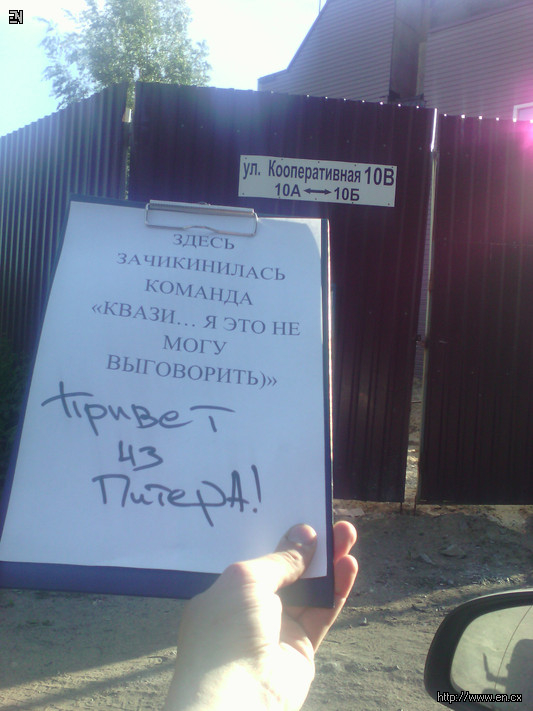 EN
ул. Кооперативная 10В
10А ↔ 10Б
ЗДЕСЬ
ЗАЧИКИНИЛАСЬ
КОМАНДА
«КВАЗИ... Я ЭТО НЕ
МОГУ
ВЫГОВОРИТЬ)»
Привет
из
Питера!
http://www.en.cx